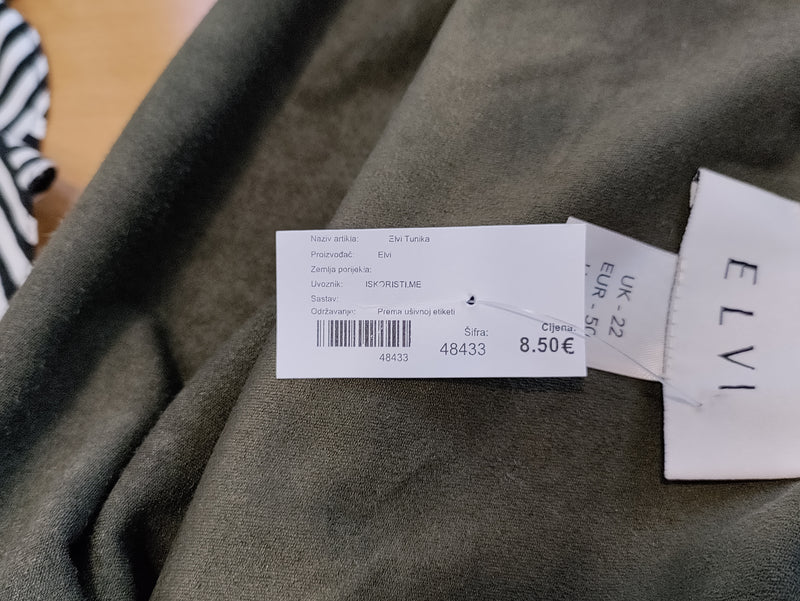 Naziv artikla: Elvi Tunika
Proizvođač: Elvi
Zemlja porijekla:
Uvoznik: ISKORISTI.ME
Sastav:
Održavanje: Prema ušivnoj etiketi
48433
Šifra:
48433
Cijena:
8.50€
UK - 22
EUR - 50
ELVI